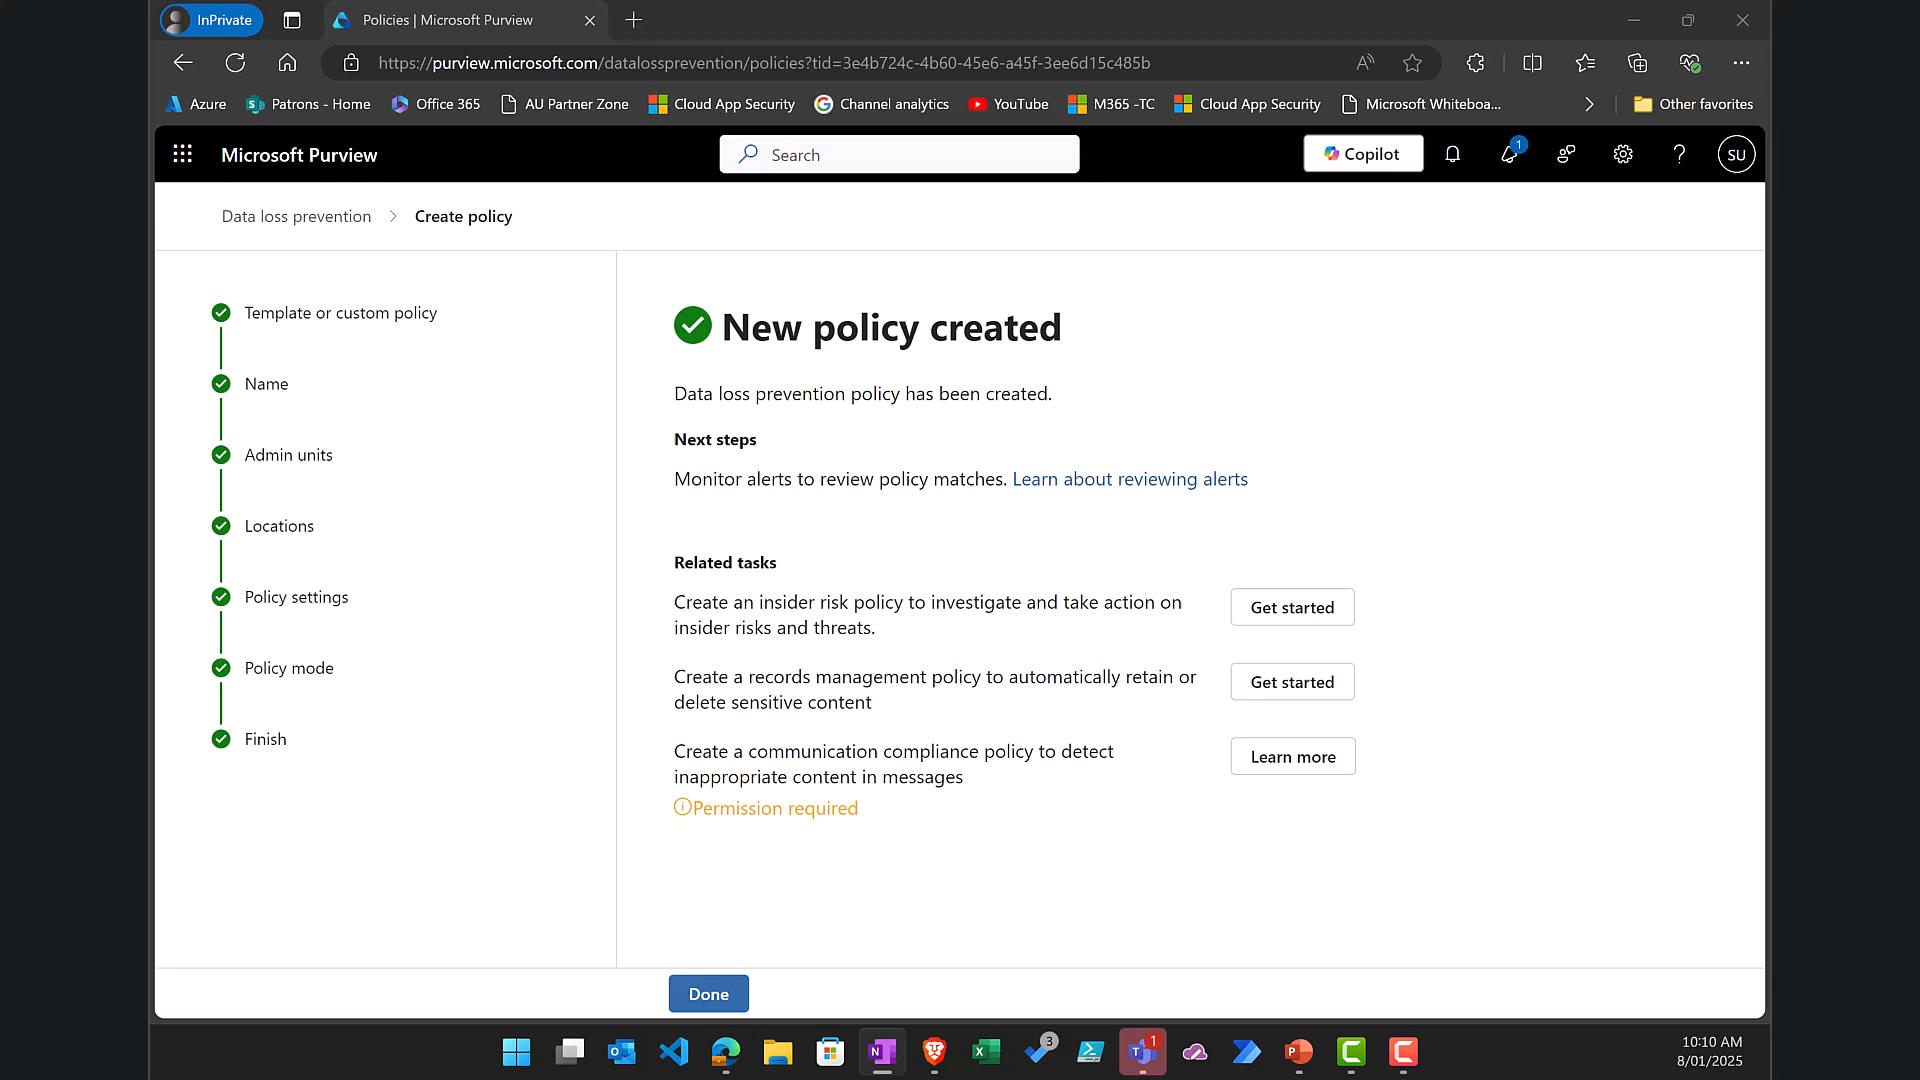 InPrivate
Policies | Microsoft Purview
https://purview.microsoft.com/datalossprevention/policies?tid=3e4b724c-4b60-45e6-a45f-3ee6d15c485b
Azure
Patrons - Home
Office 365
AU Partner Zone
Cloud App Security
Channel analytics
YouTube
M365 -TC
Cloud App Security
Microsoft Whiteboa...
Other favorites
Microsoft Purview
Search
Copilot
1
SU
Data loss prevention
Create policy
Template or custom policy
Name
Admin units
Locations
Policy settings
Policy mode
Finish
New policy created
Data loss prevention policy has been created.
Next steps
Monitor alerts to review policy matches. Learn about reviewing alerts
Related tasks
Create an insider risk policy to investigate and take action on
insider risks and threats.
Get started
Create a records management policy to automatically retain or
delete sensitive content
Get started
Create a communication compliance policy to detect
inappropriate content in messages
Learn more
Permission required
Done
3
1
10:10 AM
8/01/2025